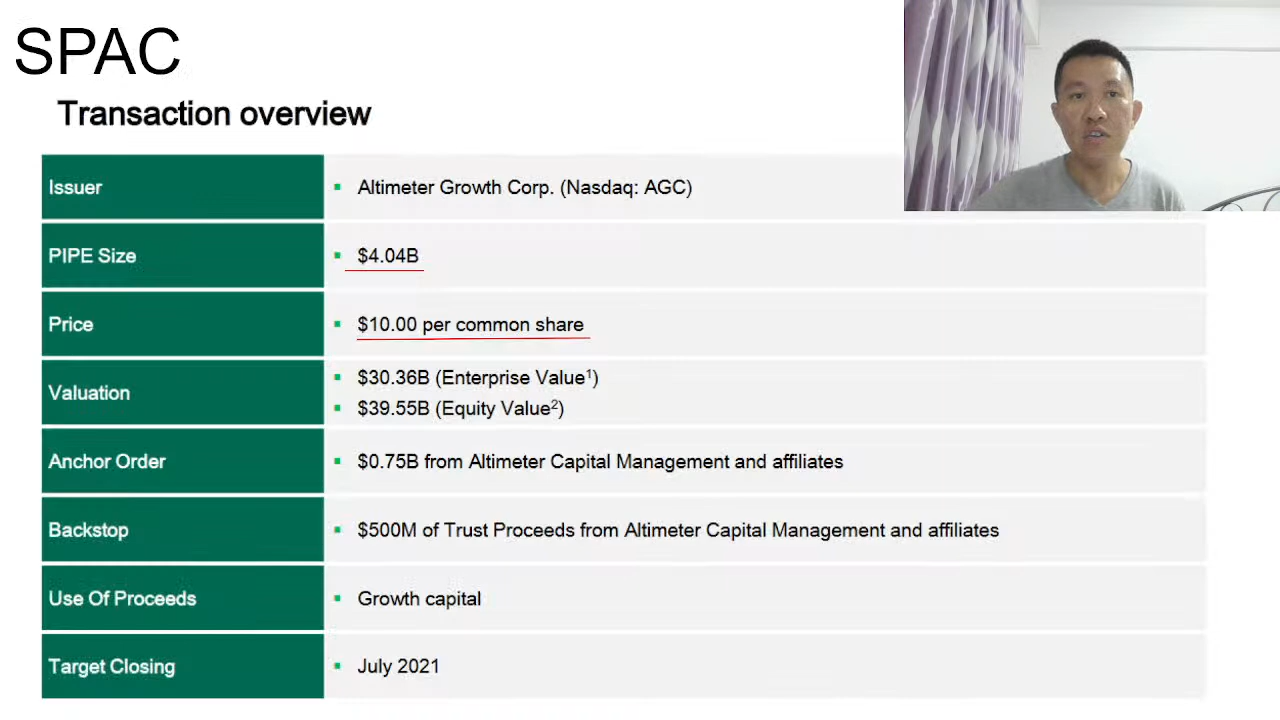 SPAC
Transaction overview
Issuer
▪ Altimeter Growth Corp. (Nasdaq: AGC)
PIPE Size
▪ $4.04B
Price
▪ $10.00 per common share
Valuation
▪ $30.36B (Enterprise Value¹)
▪ $39.55B (Equity Value²)
Anchor Order
▪ $0.75B from Altimeter Capital Management and affiliates
Backstop
▪ $500M of Trust Proceeds from Altimeter Capital Management and affiliates
Use Of Proceeds
▪ Growth capital
Target Closing
▪ July 2021